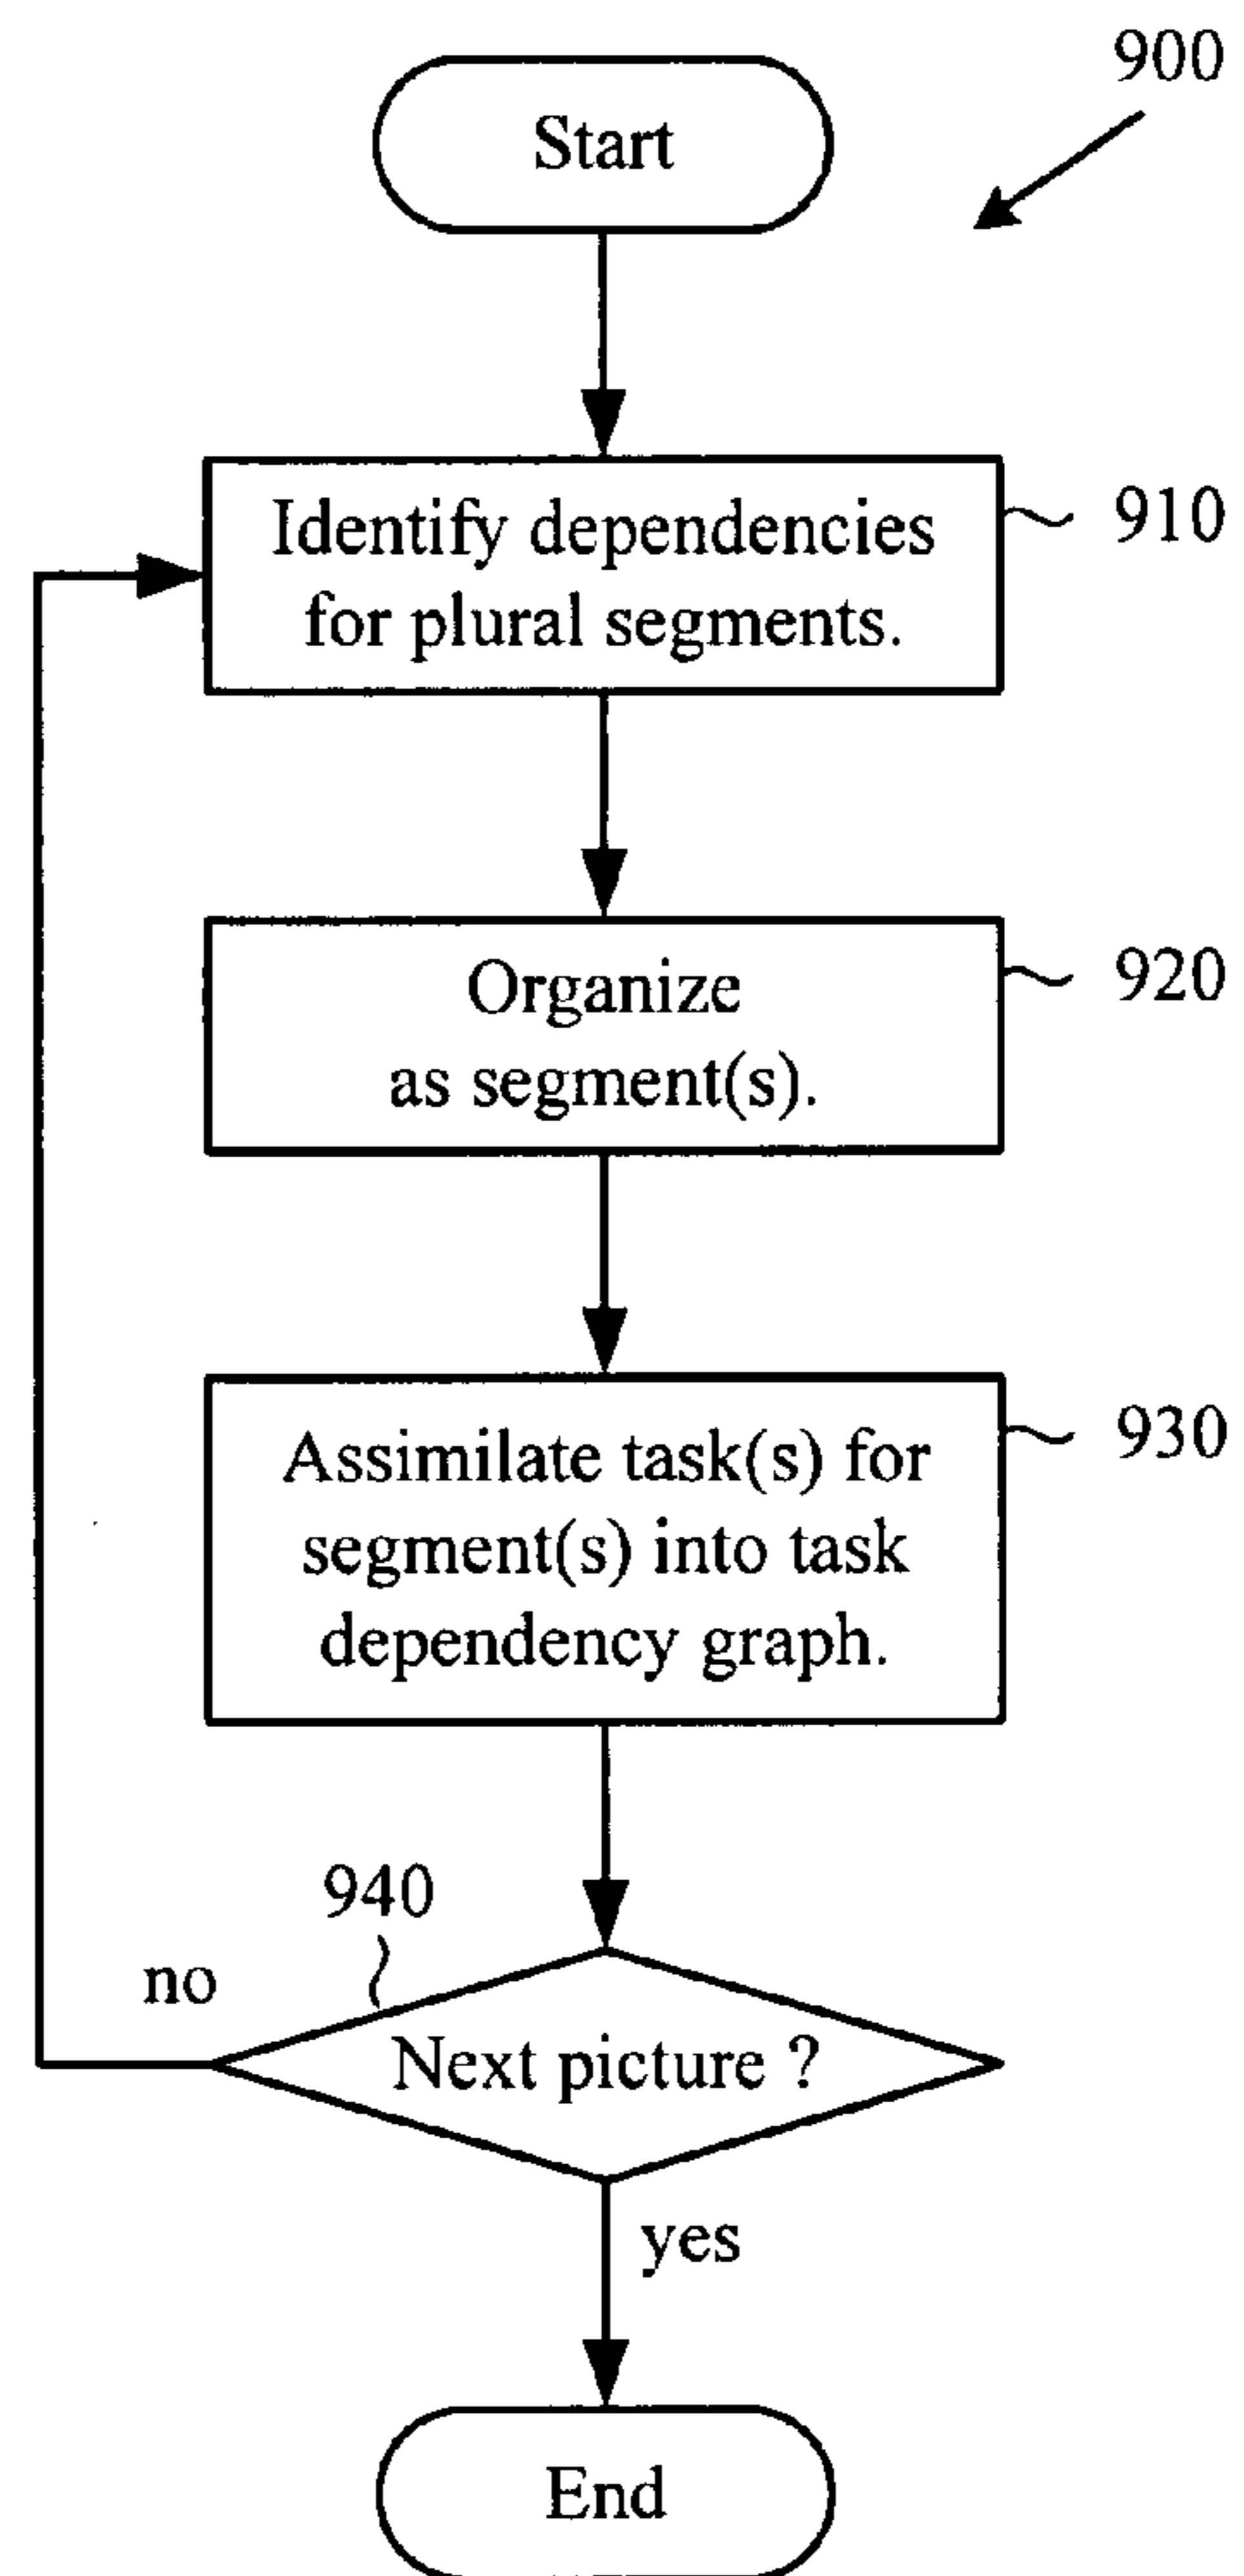 900
Start
Identify dependencies
for plural segments.
910
Organize
as segment(s).
920
Assimilate task(s) for
segment(s) into task
dependency graph.
930
940
no
Next picture ?
yes
End